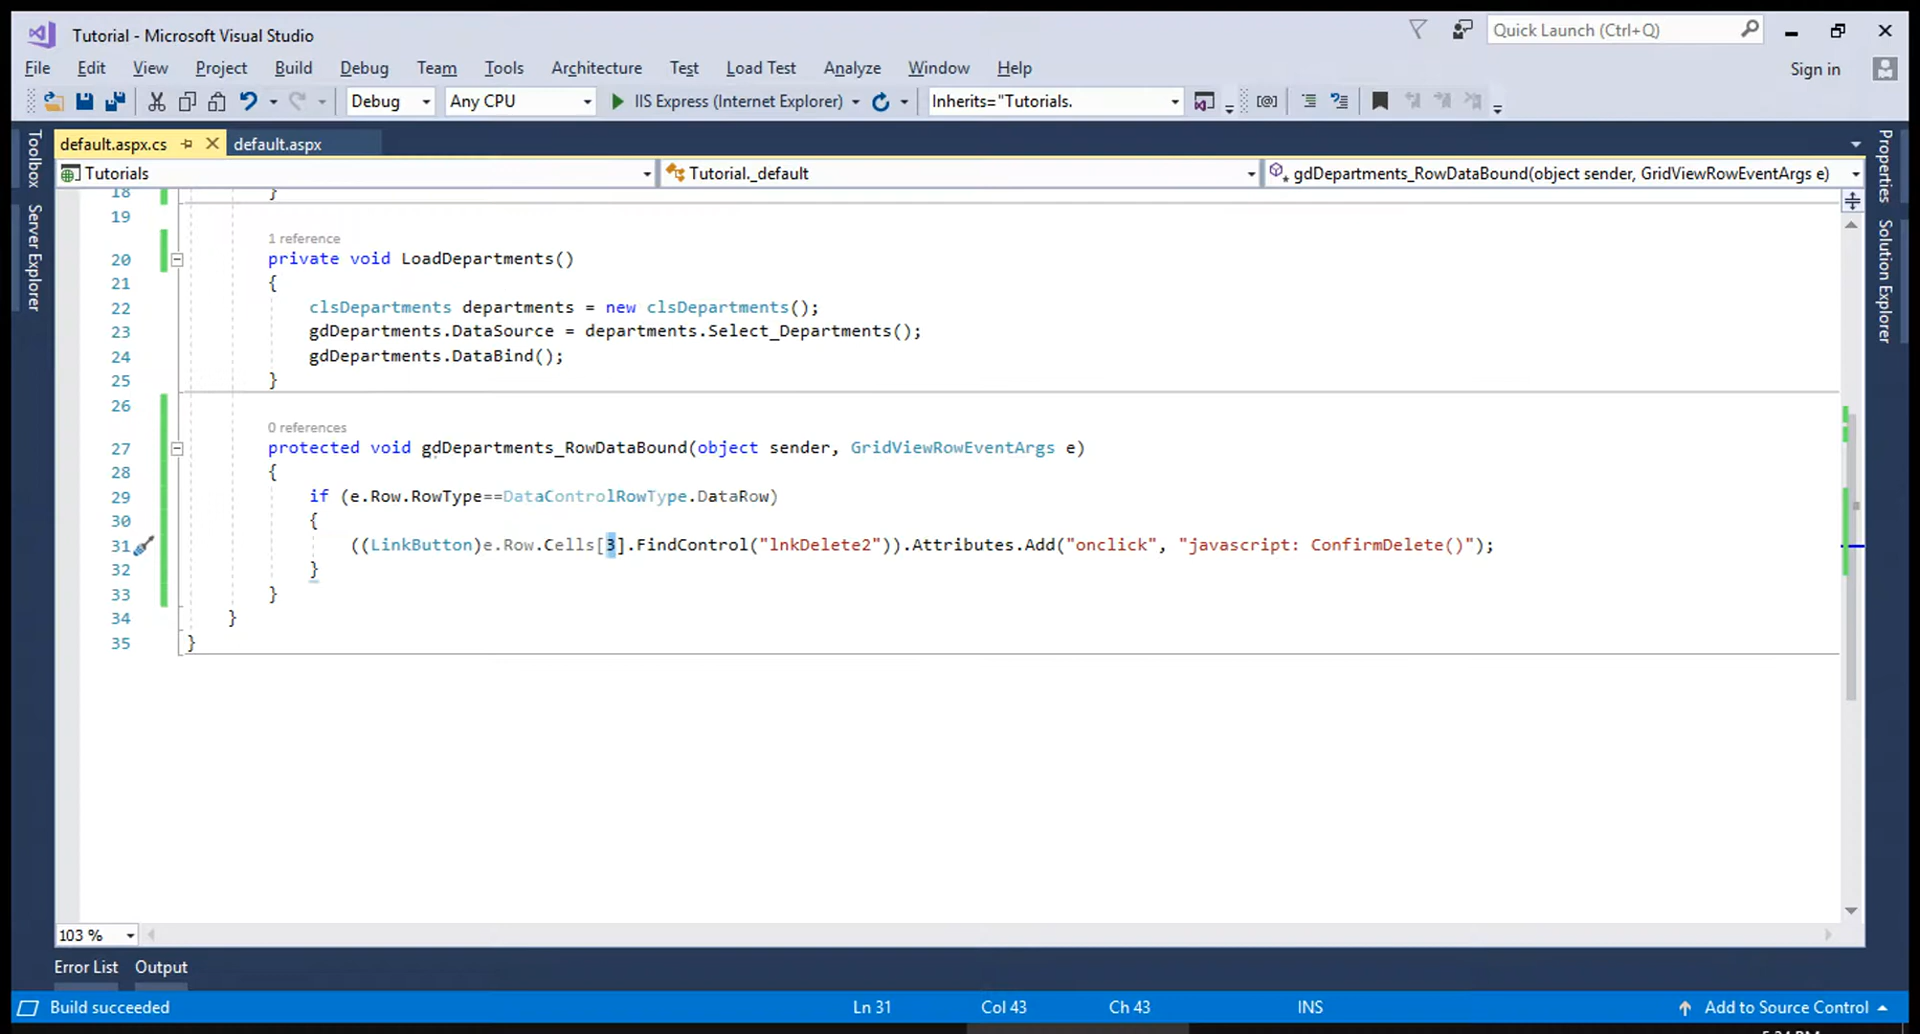 Tutorial - Microsoft Visual Studio
Quick Launch (Ctrl+Q)
File Edit View Project Build Debug Team Tools Architecture Test Load Test Analyze Window Help
Sign in
Debug Any CPU IIS Express (Internet Explorer) Inherits="Tutorials.
default.aspx.cs default.aspx
Toolbox
Server Explorer
Properties
Solution Explorer
Tutorials Tutorial._default gdDepartments_RowDataBound(object sender, GridViewRowEventArgs e)
18 }
19
1 reference
20 private void LoadDepartments()
21 {
22 clsDepartments departments = new clsDepartments();
23 gdDepartments.DataSource = departments.Select_Departments();
24 gdDepartments.DataBind();
25 }
26
0 references
27 protected void gdDepartments_RowDataBound(object sender, GridViewRowEventArgs e)
28 {
29 if (e.Row.RowType==DataControlRowType.DataRow)
30 {
31 ((LinkButton)e.Row.Cells[3].FindControl("lnkDelete2")).Attributes.Add("onclick", "javascript: ConfirmDelete()");
32 }
33 }
34 }
35 }
103 %
Error List Output
Build succeeded Ln 31 Col 43 Ch 43 INS Add to Source Control